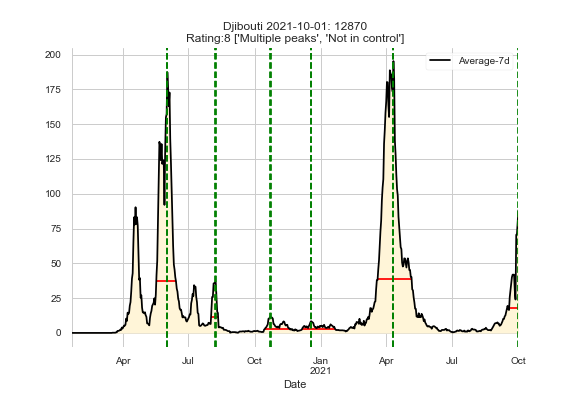 Djibouti 2021-10-01: 12870
Rating:8 ['Multiple peaks', 'Not in control']
Average-7d
200
175
150
125
100
75
50
25
0
Apr Jul Oct Jan Apr Jul Oct
2021
Date